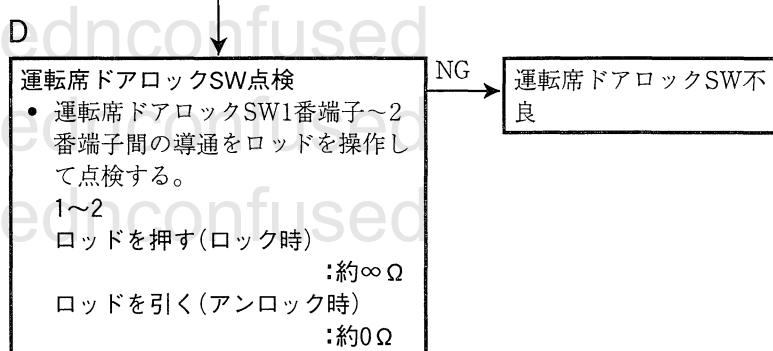 D
運転席ドアロックSW点検
• 運転席ドアロックSW1番端子～2
番端子間の導通をロッドを操作し
て点検する。
1～2
ロッドを押す(ロック時)
:約∞Ω
ロッドを引く(アンロック時)
:約0Ω
NG
運転席ドアロックSW不
良
ednconfused
ednconfused
ednconfused